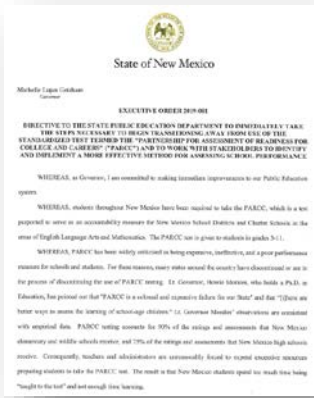 State of New Mexico
Michelle Lujan Grisham
Governor
EXECUTIVE ORDER 2019-001
DIRECTIVE TO THE STATE PUBLIC EDUCATION DEPARTMENT TO IMMEDIATELY TAKE
THE STEPS NECESSARY TO BEGIN TRANSITIONING AWAY FROM USE OF THE
STANDARDIZED TEST TERMED THE "PARTNERSHIP FOR ASSESSMENT OF READINESS FOR
COLLEGE AND CAREERS" ("PARCC") AND TO WORK WITH STAKEHOLDERS TO IDENTIFY
AND IMPLEMENT A MORE EFFECTIVE METHOD FOR ASSESSING SCHOOL PERFORMANCE
WHEREAS, as Governor, I am committed to making immediate improvements to our Public Education
system.
WHEREAS, students throughout New Mexico have been required to take the PARCC, which is a test
purported to serve as an accountability measure for New Mexico School Districts and Charter Schools in the
areas of English Language Arts and Mathematics. The PARCC test is given to students in grades 3-11.
WHEREAS, PARCC has been widely criticized as being expensive, ineffective, and a poor performance
measure for schools and students. For these reasons, many states around the country have discontinued or are in
the process of discontinuing the use of PARCC testing. Lt. Governor, Howie Morales, who holds a Ph.D. in
Education, has pointed out that "PARCC is a colossal and expensive failure for our State" and that "[t]here are
better ways to assess the learning of school-age children." Lt. Governor Morales' observations are consistent
with empirical data. PARCC testing accounts for 90% of the ratings and assessments that New Mexico
elementary and middle schools receive, and 75% of the ratings and assessments that New Mexico high schools
receive. Consequently, teachers and administrators are unreasonably forced to expend excessive resources
preparing students to take the PARCC test. The result is that New Mexico students spend too much time being
"taught to the test" and not enough time learning.